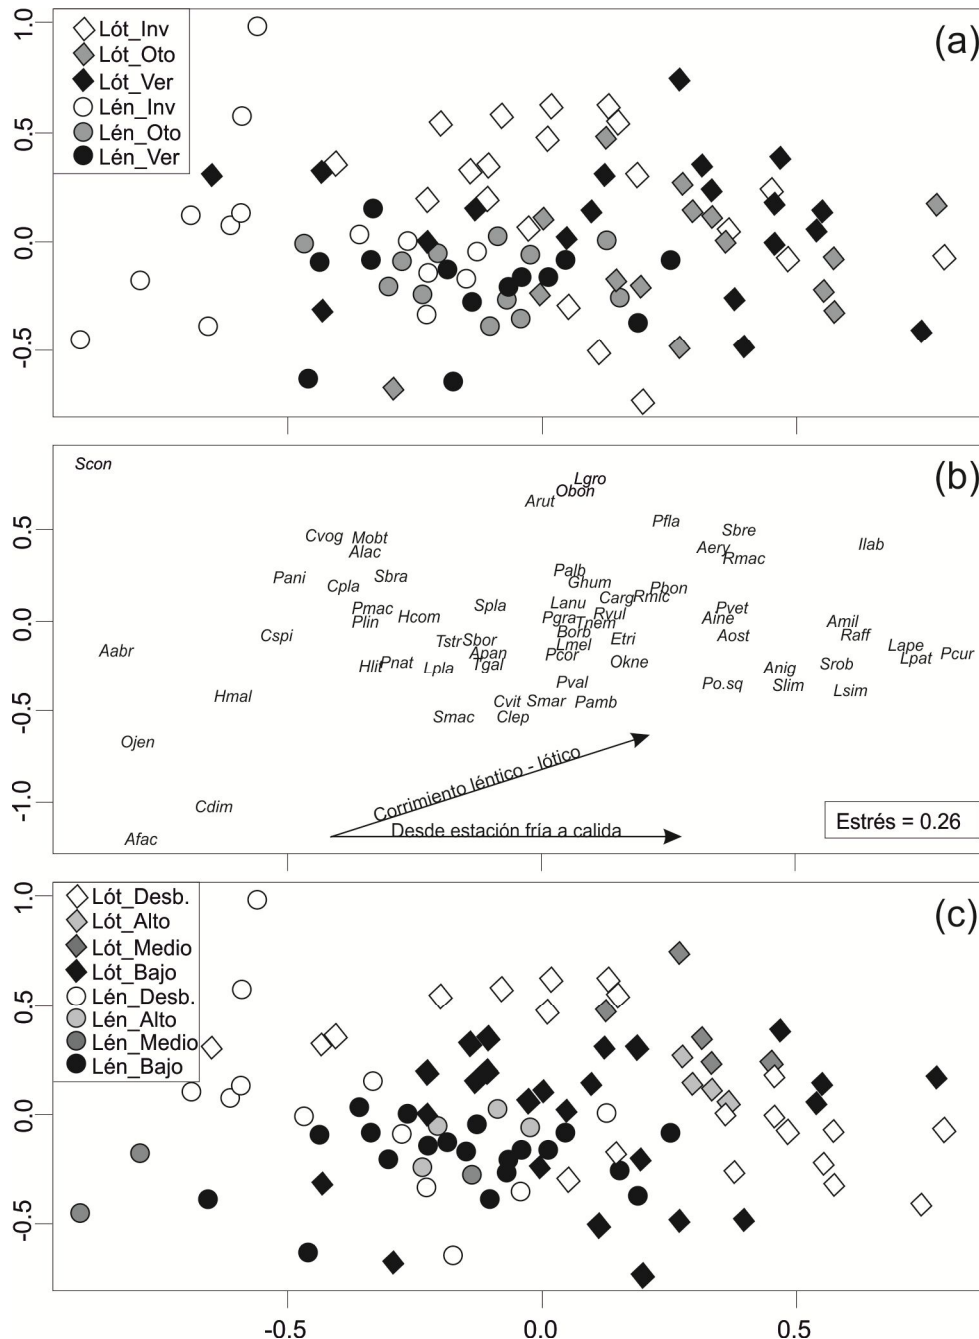 1.0
0.5
0.0
-0.5
Lót_Inv
Lót_Oto
Lót_Ver
Lén_Inv
Lén_Oto
Lén_Ver
(a)
0.5
0.0
-0.5
-1.0
(b)
Scon
Lgro
Obon
Arut
Pfla
Sbre
Cvog
Mobt
Alac
Aery
Rmac
Ilab
Pani
Sbra
Cpla
Palb
Ghum
Pbon
Rmic
Carg
Pmac
Plin
Hcom
Spla
Lanu
Pgra
Rvul
Tnem
Pvet
Aine
Amil
Cspi
Tstr
Sbor
Borb
Lmel
Etri
Aost
Raff
Aabr
Apan
Pcor
Lape
Pcur
Hlit
Pnat
Lpla
Tgal
Okne
Lpat
Anig
Srob
Hmal
Pval
Po.sq
Slim
Lsim
Cvit
Smar
Pamb
Smac
Clep
Ojen
Cdim
Afac
Corrimiento léntico - lótico
Desde estación fría a calida
Estrés = 0.26
1.0
0.5
0.0
-0.5
Lót_Desb.
Lót_Alto
Lót_Medio
Lót_Bajo
Lén_Desb.
Lén_Alto
Lén_Medio
Lén_Bajo
(c)
-0.5
0.0
0.5